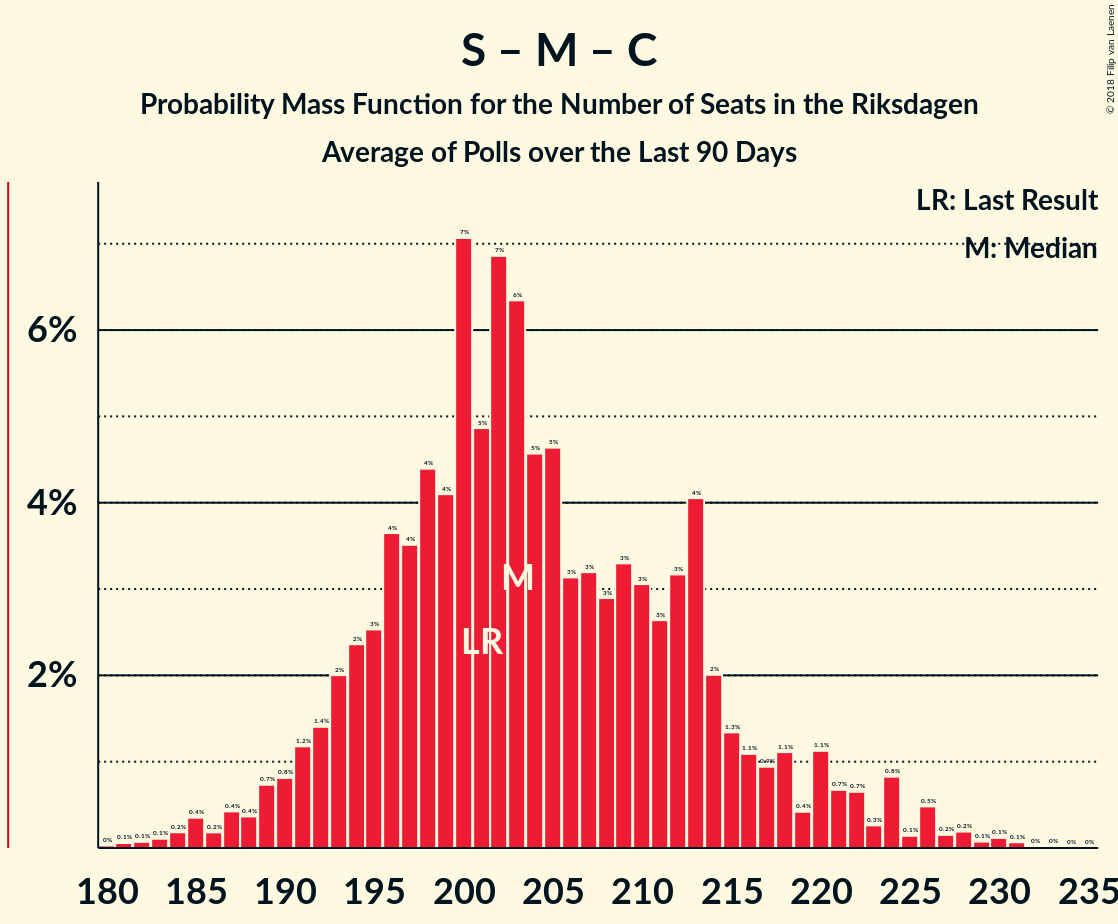 S – M – C
Probability Mass Function for the Number of Seats in the Riksdagen
Average of Polls over the Last 90 Days
© 2018 Filip van Laenen
LR: Last Result
M: Median
6%
4%
2%
0% 0.1% 0.1% 0.1% 0.2% 0.4% 0.2% 0.4% 0.4% 0.7% 0.8% 1.2% 1.4% 2% 2% 3% 4% 4% 4% 4% 7% 5% 7% 6% 5% 5% 3% 3% 3% 3% 3% 3% 3% 4% 2% 1.3% 1.1% 0.9% 1.1% 0.4% 1.1% 0.7% 0.7% 0.3% 0.8% 0.1% 0.5% 0.2% 0.2% 0.1% 0.1% 0.1% 0% 0% 0% 0%
M
LR
180 185 190 195 200 205 210 215 220 225 230 235